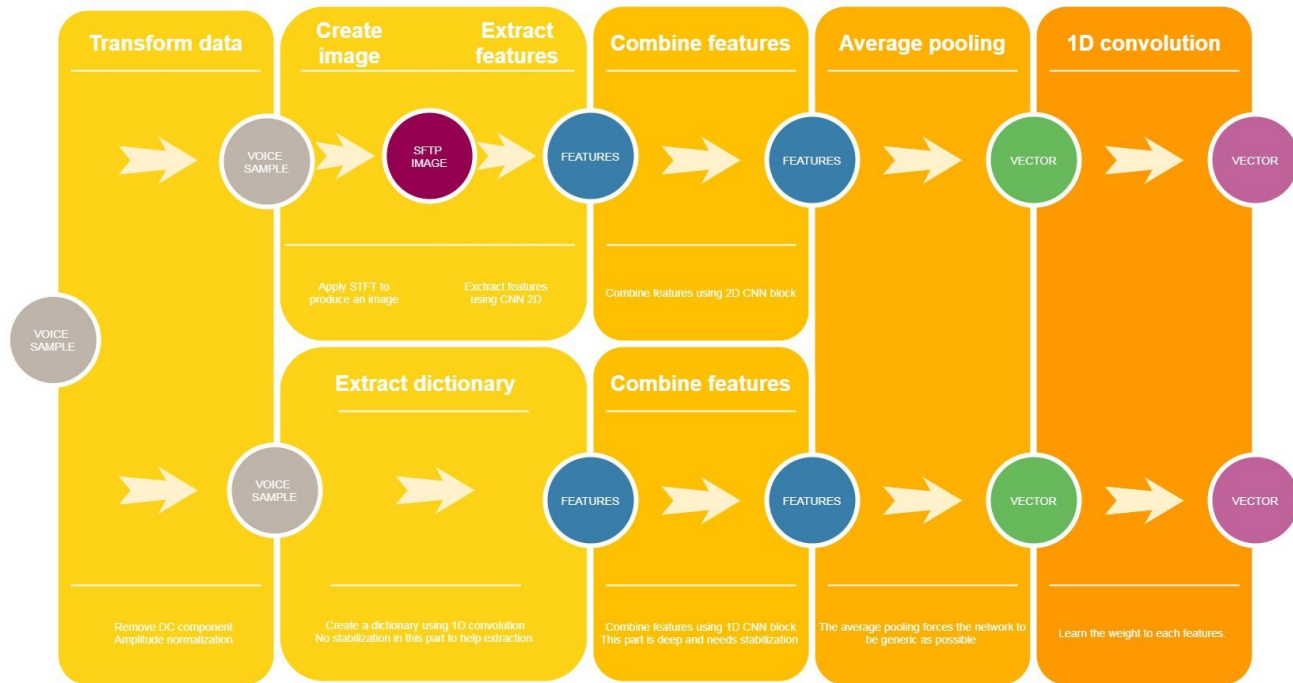 Transform data
Create
image
Extract
features
Combine features
Average pooling
1D convolution
VOICE
SAMPLE
SFTP
IMAGE
FEATURES
FEATURES
VECTOR
VECTOR
Apply STFT to
produce an image
Exctract features
using CNN 2D
Combine features using 2D CNN block
VOICE
SAMPLE
Extract dictionary
Combine features
VOICE
SAMPLE
FEATURES
FEATURES
VECTOR
VECTOR
Remove DC component
Amplitude normalization
Create a dictionary using 1D convolution
No stabilization in this part to help extraction.
Combine features using 1D CNN block
This part is deep and needs stabilization
The average pooling forces the network to
be generic as possible.
Learn the weight to each features.